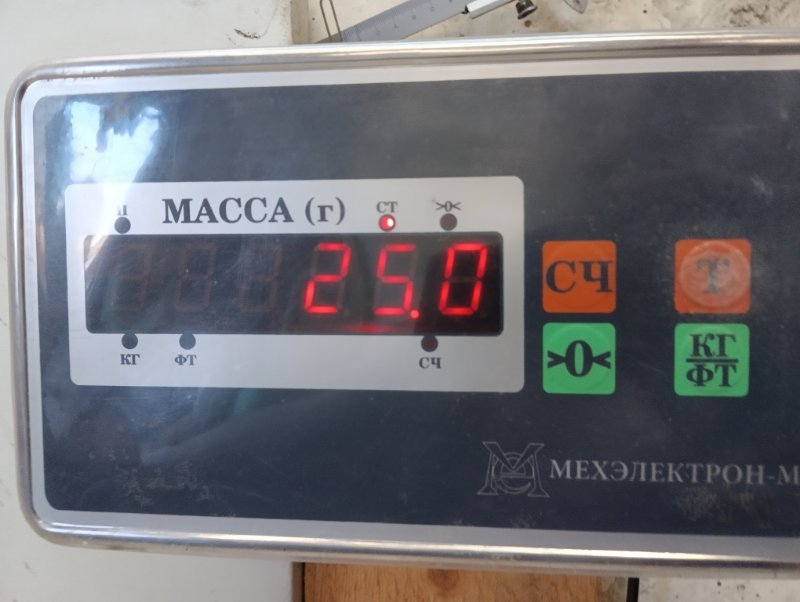 МАССА (г)
СТ
>0<
25.0
КГ
ФТ
СЧ
СЧ
Т
>0<
КГ
ФТ
МЕХЭЛЕКТРОН-М